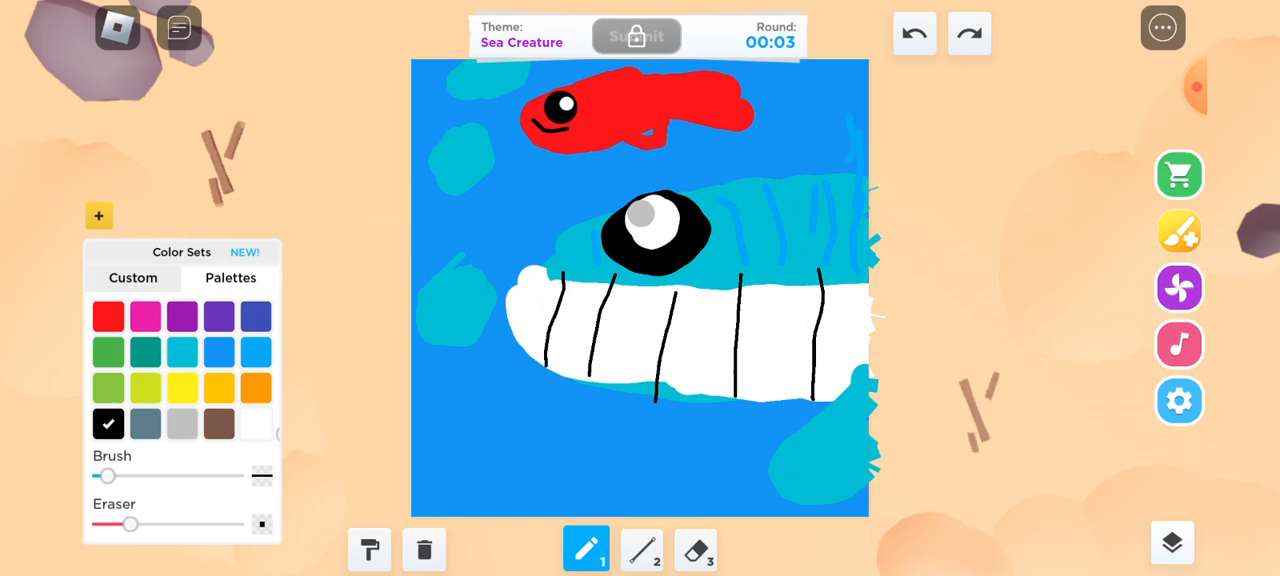 Theme:
Sea Creature
Submit
Round:
00:03
Color Sets NEW!
Custom Palettes
Brush
Eraser
1
2
3